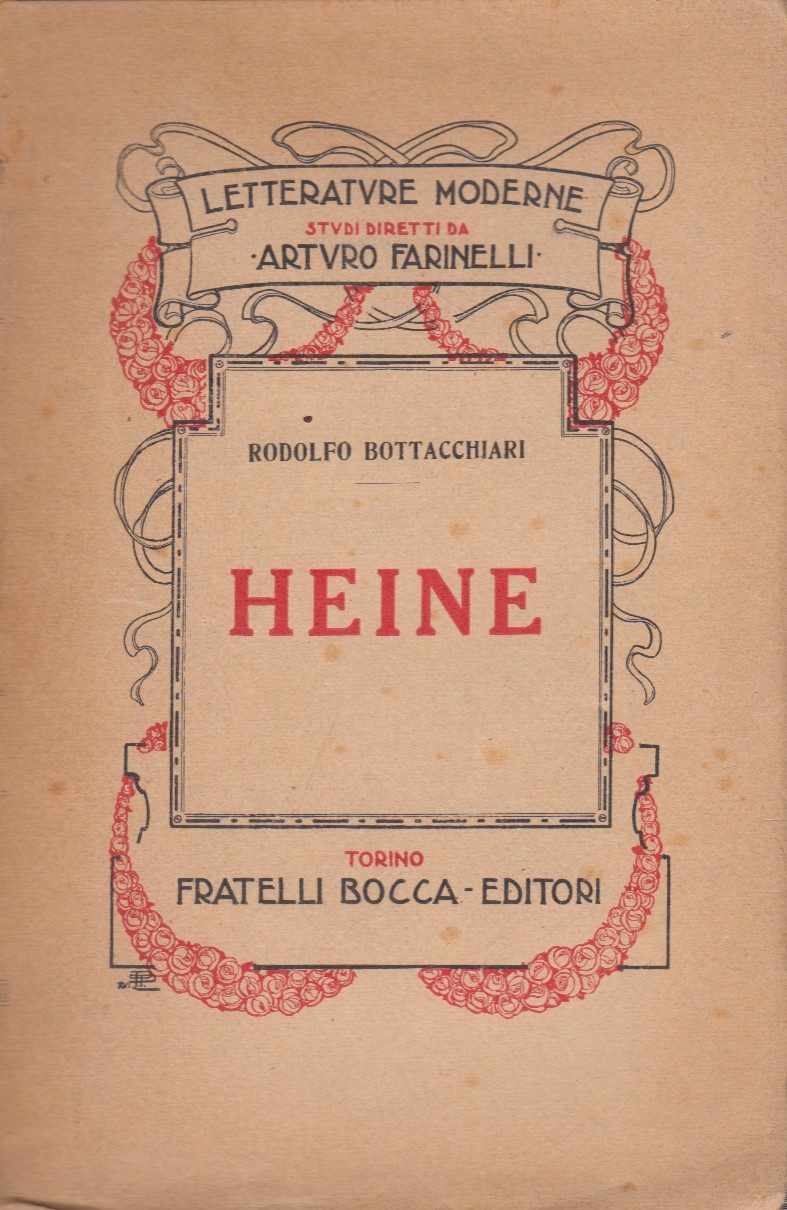 LETTERATVRE MODERNE
STVDI DIRETTI DA
·ARTVRO FARINELLI·
RODOLFO BOTTACCHIARI
HEINE
TORINO
FRATELLI BOCCA - EDITORI